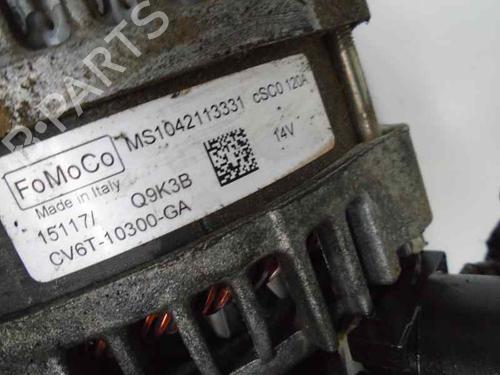 R-PARTS
FoMoCo
Made in Italy
MS1042113331 cSC0 120A
15117/ Q9K3B
14V
CV6T-10300-GA